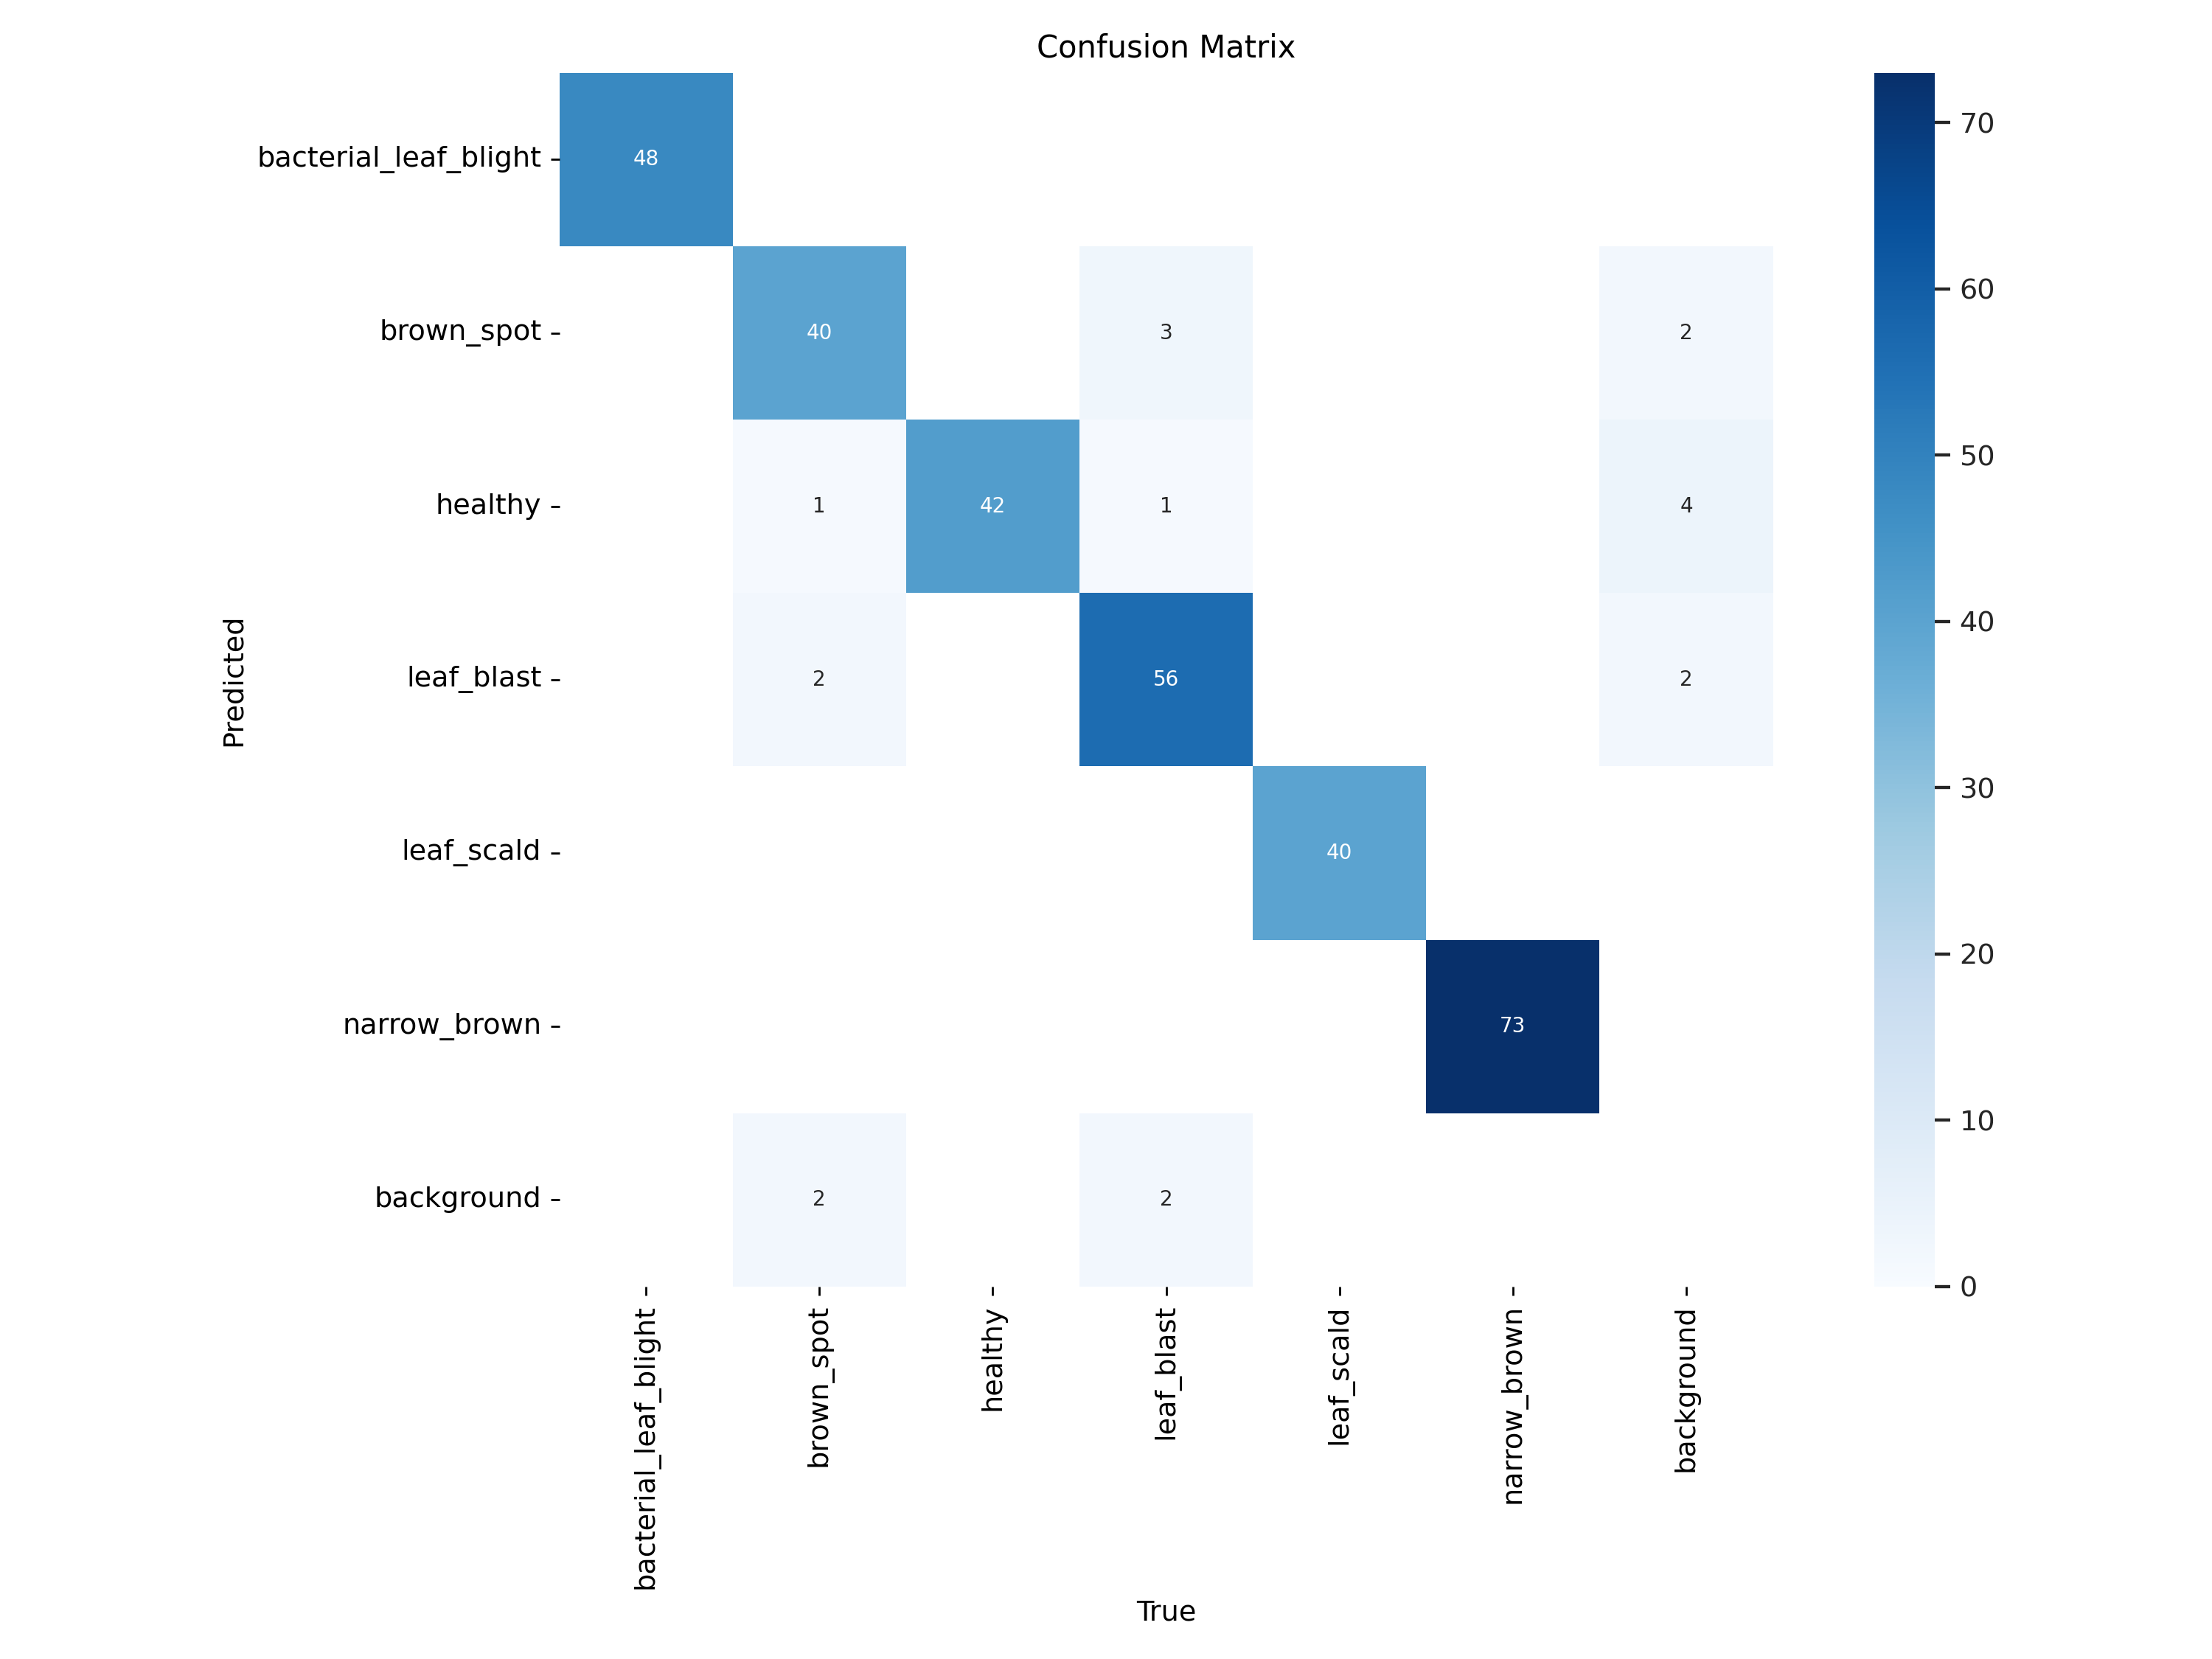 Confusion Matrix
bacterial_leaf_blight
48
brown_spot
40 3 2
healthy
1 42 1 4
leaf_blast
2 56 2
leaf_scald
40
narrow_brown
73
background
2 2
Predicted
bacterial_leaf_blight
brown_spot
healthy
leaf_blast
leaf_scald
narrow_brown
background
True
70
60
50
40
30
20
10
0